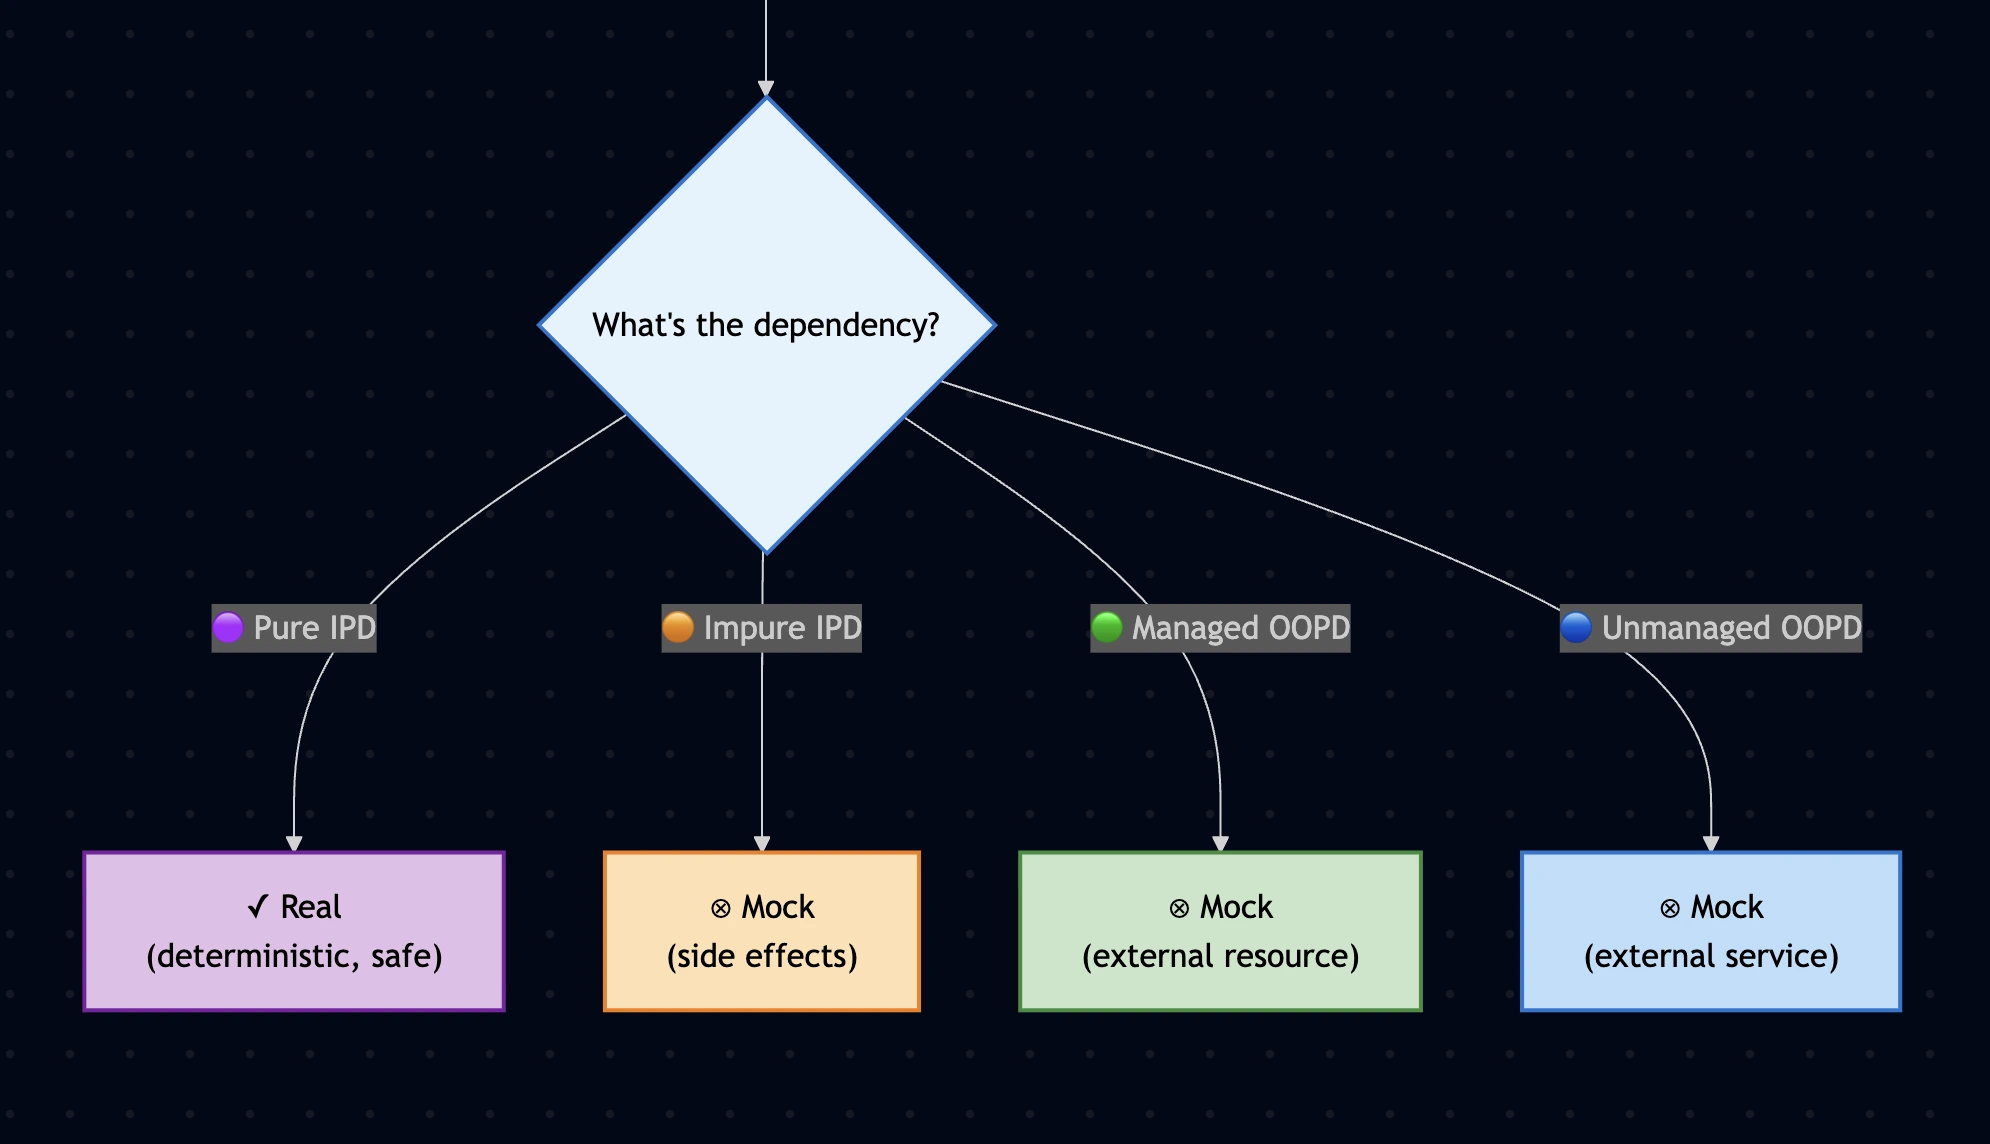 What's the dependency?
🟣 Pure IPD
🟠 Impure IPD
🟢 Managed OOPD
🔵 Unmanaged OOPD
✓ Real
(deterministic, safe)
⊗ Mock
(side effects)
⊗ Mock
(external resource)
⊗ Mock
(external service)